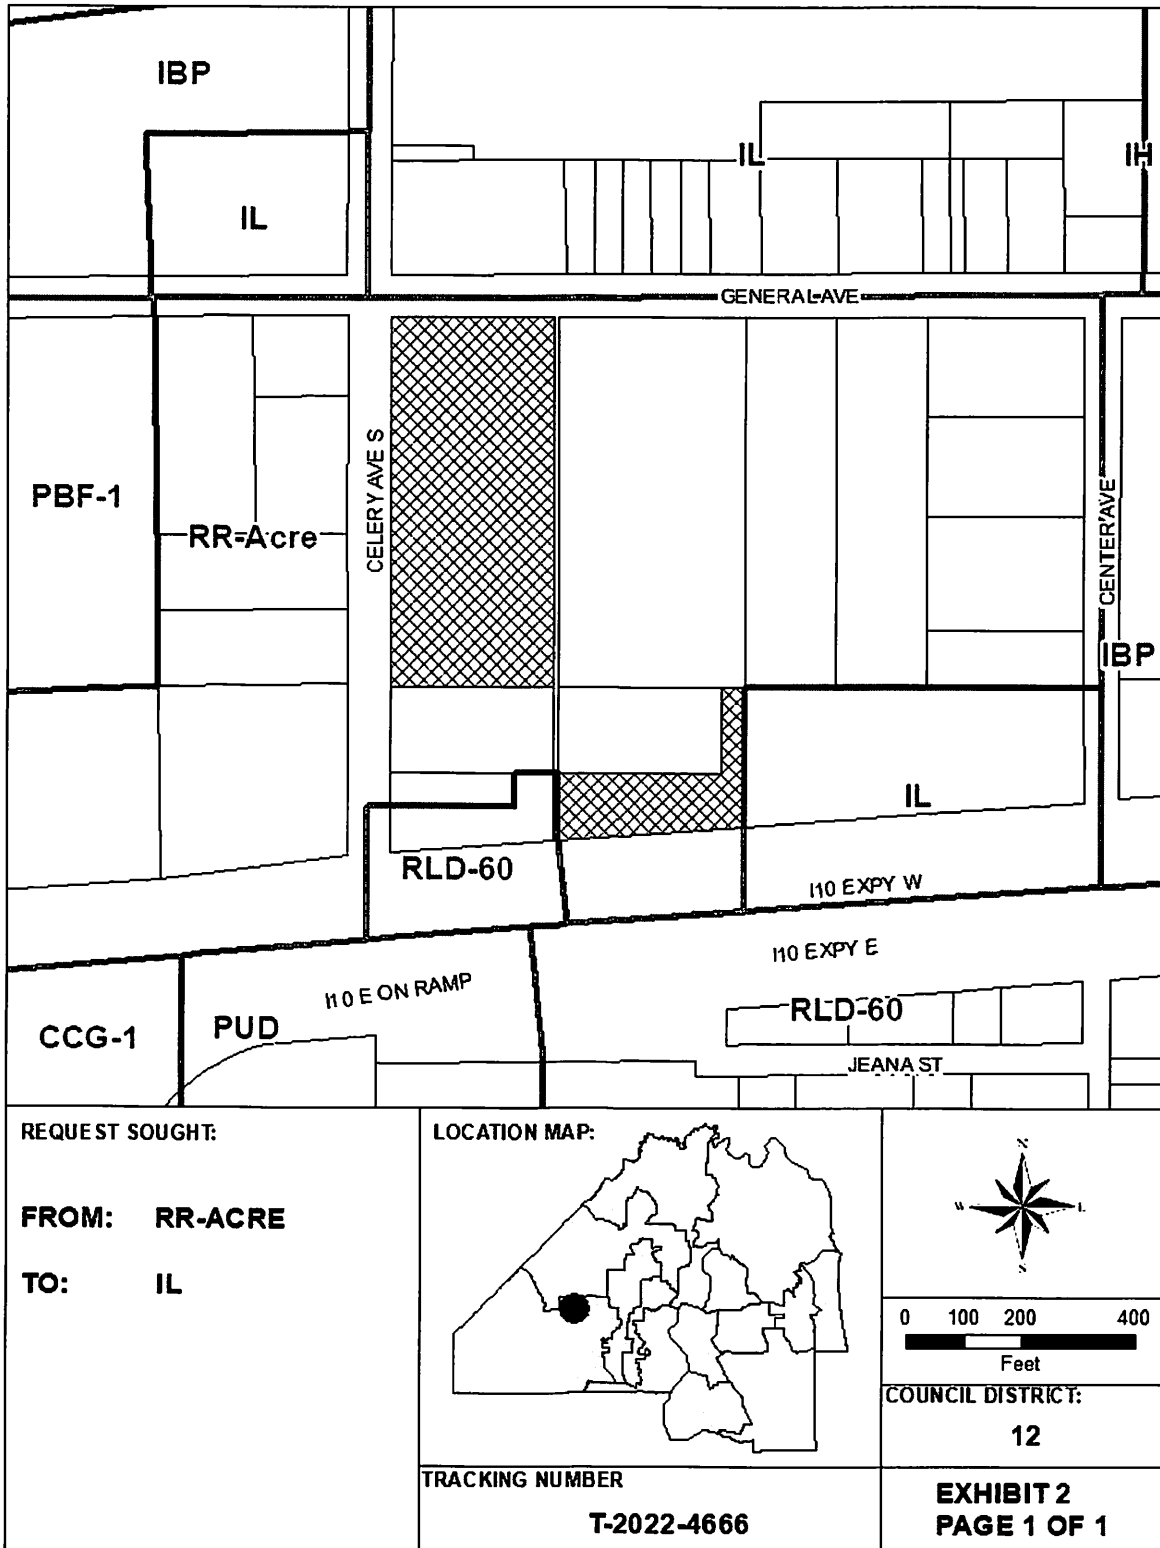 IBP
IL
IL
IH
GENERAL AVE
PBF-1
RR-Acre
CELERY AVE S
CENTER AVE
IBP
IL
RLD-60
I10 EXPY W
I10 EXPY E
I10 E ON RAMP
RLD-60
CCG-1
PUD
JEANA ST
REQUEST SOUGHT:
FROM: RR-ACRE
TO: IL
LOCATION MAP:
N
W
S
0 100 200 400
Feet
COUNCIL DISTRICT:
12
TRACKING NUMBER
T-2022-4666
EXHIBIT 2
PAGE 1 OF 1